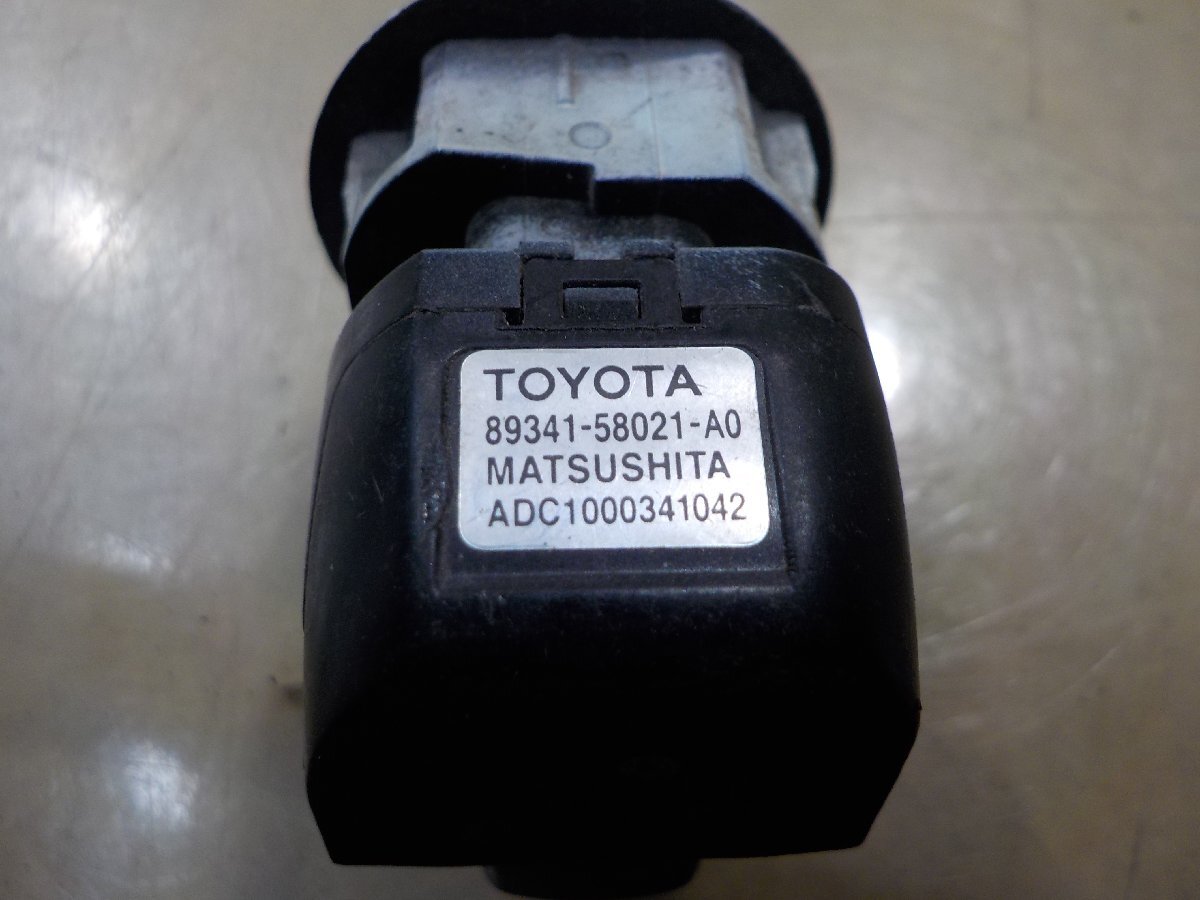 TOYOTA
89341-58021-A0
MATSUSHITA
ADC1000341042